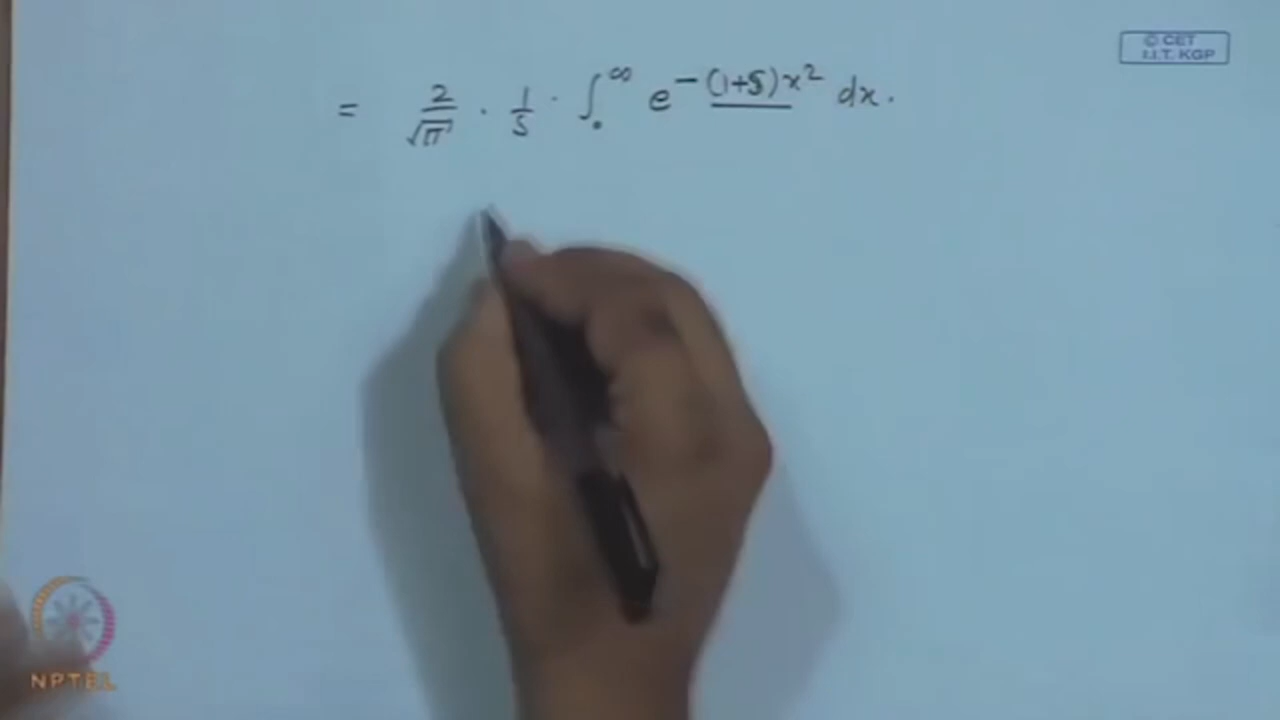 © CET
I.I.T. KGP
= 2/√π · 1/s · ∫₀^∞ e^-(1+s)x² dx.
NPTEL